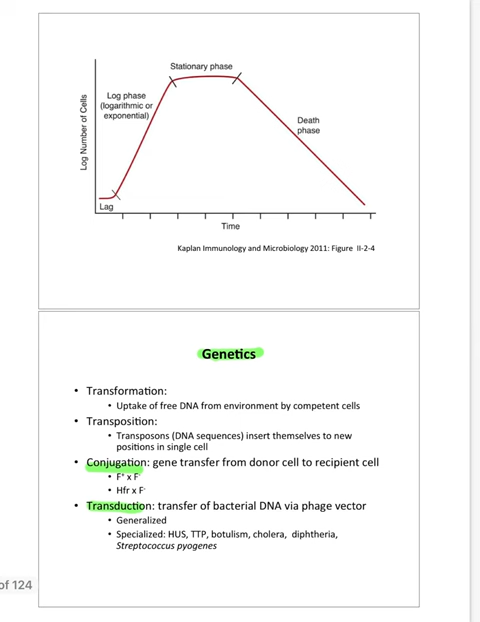 Stationary phase
Log phase
(logarithmic or
exponential)
Death
phase
Log Number of Cells
Lag
Time
Kaplan Immunology and Microbiology 2011: Figure II-2-4
Genetics
• Transformation:
• Uptake of free DNA from environment by competent cells
• Transposition:
• Transposons (DNA sequences) insert themselves to new
positions in single cell
• Conjugation: gene transfer from donor cell to recipient cell
• F⁺ x F⁻
• Hfr x F⁻
• Transduction: transfer of bacterial DNA via phage vector
• Generalized
• Specialized: HUS, TTP, botulism, cholera, diphtheria,
Streptococcus pyogenes
of 124